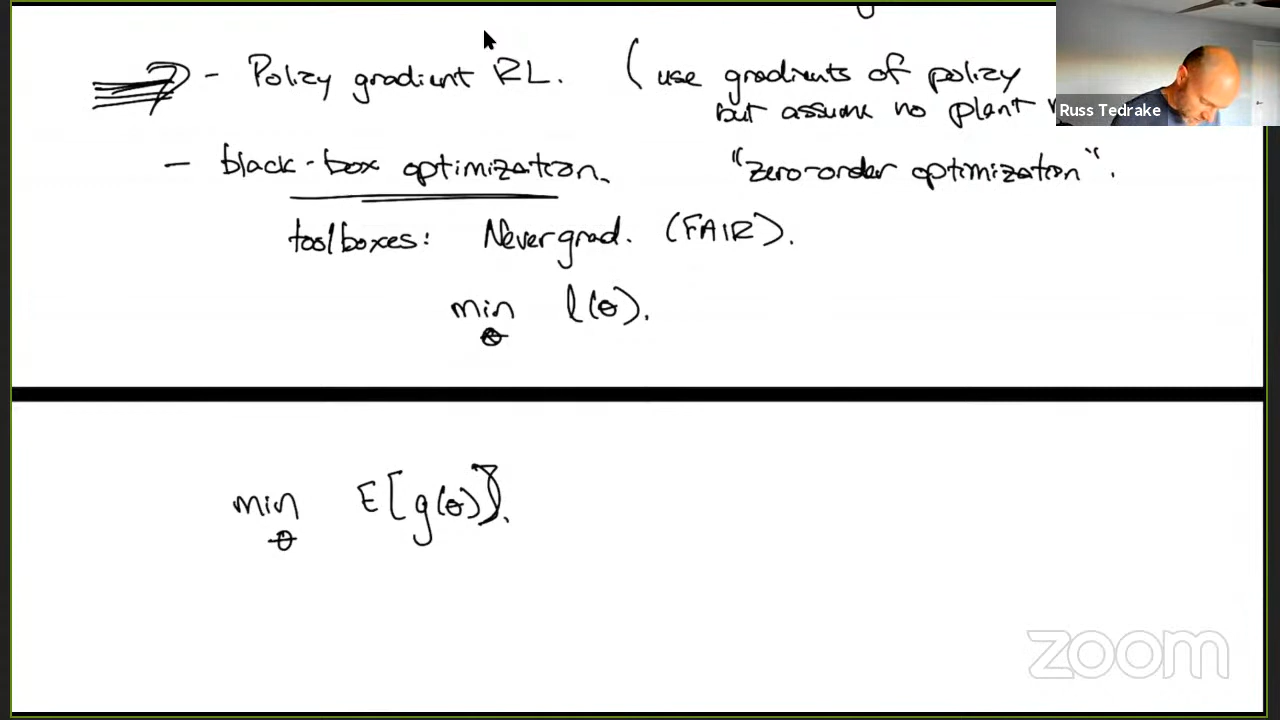 - Policy gradient RL. (use gradients of policy
but assume no plant
Russ Tedrake
- black-box optimization. "zero-order optimization".
toolboxes: Nevergrad. (FAIR).
min l(θ).
θ
min E[g(θ)].
θ
zoom